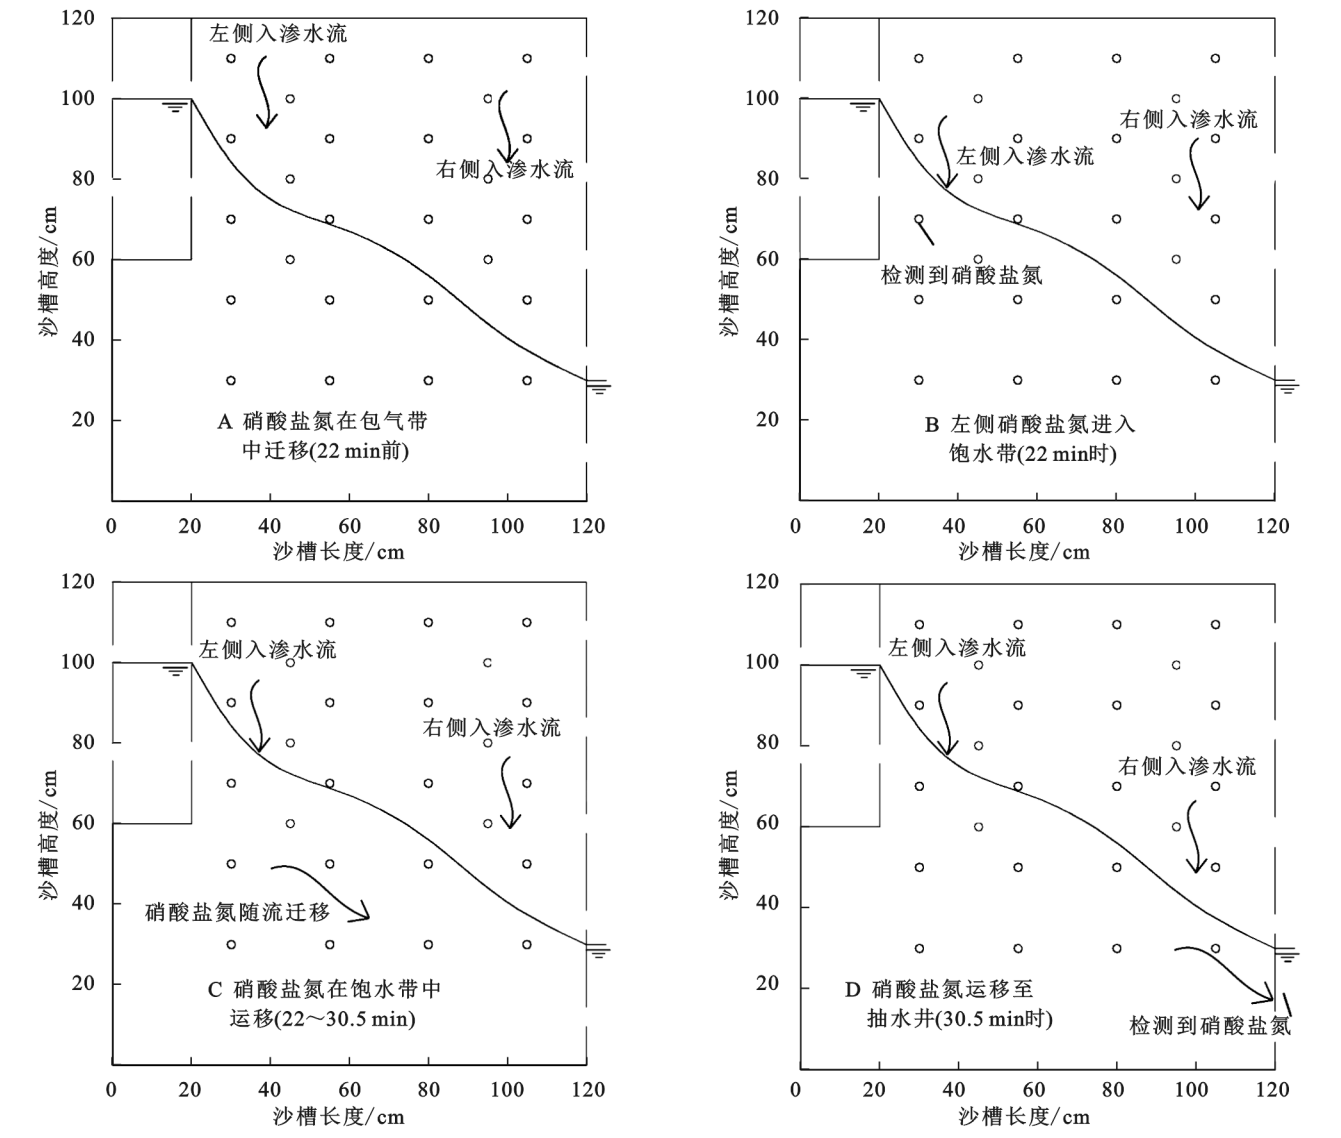 120
100
80
60
40
20
沙槽高度/cm
左侧入渗水流
右侧入渗水流
A 硝酸盐氮在包气带
中迁移(22 min前)
0 20 40 60 80 100 120
沙槽长度/cm
120
100
80
60
40
20
沙槽高度/cm
右侧入渗水流
左侧入渗水流
检测到硝酸盐氮
B 左侧硝酸盐氮进入
饱水带(22 min时)
0 20 40 60 80 100 120
沙槽长度/cm
120
100
80
60
40
20
沙槽高度/cm
左侧入渗水流
右侧入渗水流
硝酸盐氮随流迁移
C 硝酸盐氮在饱水带中
运移(22～30.5 min)
0 20 40 60 80 100 120
沙槽长度/cm
120
100
80
60
40
20
沙槽高度/cm
左侧入渗水流
右侧入渗水流
D 硝酸盐氮运移至
抽水井(30.5 min时)
检测到硝酸盐氮
0 20 40 60 80 100 120
沙槽长度/cm